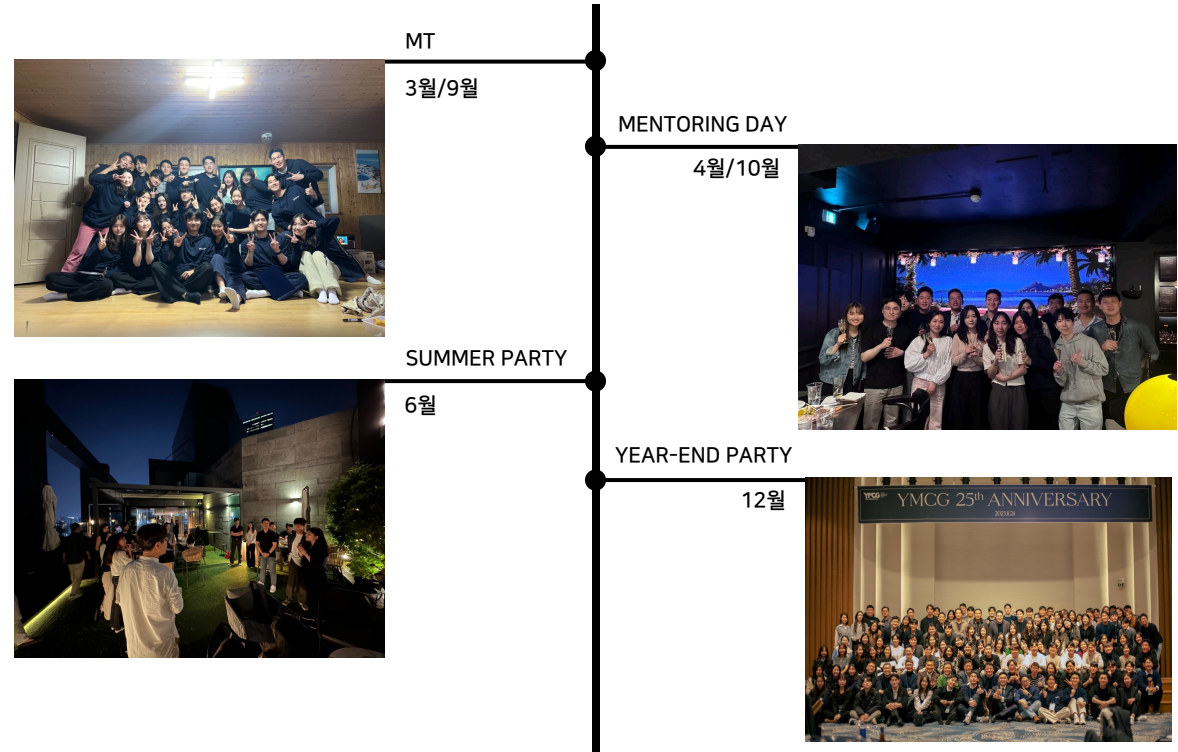 MT
3월/9월
MENTORING DAY
4월/10월
SUMMER PARTY
6월
YEAR-END PARTY
12월
YMCG
YMCG 25th ANNIVERSARY